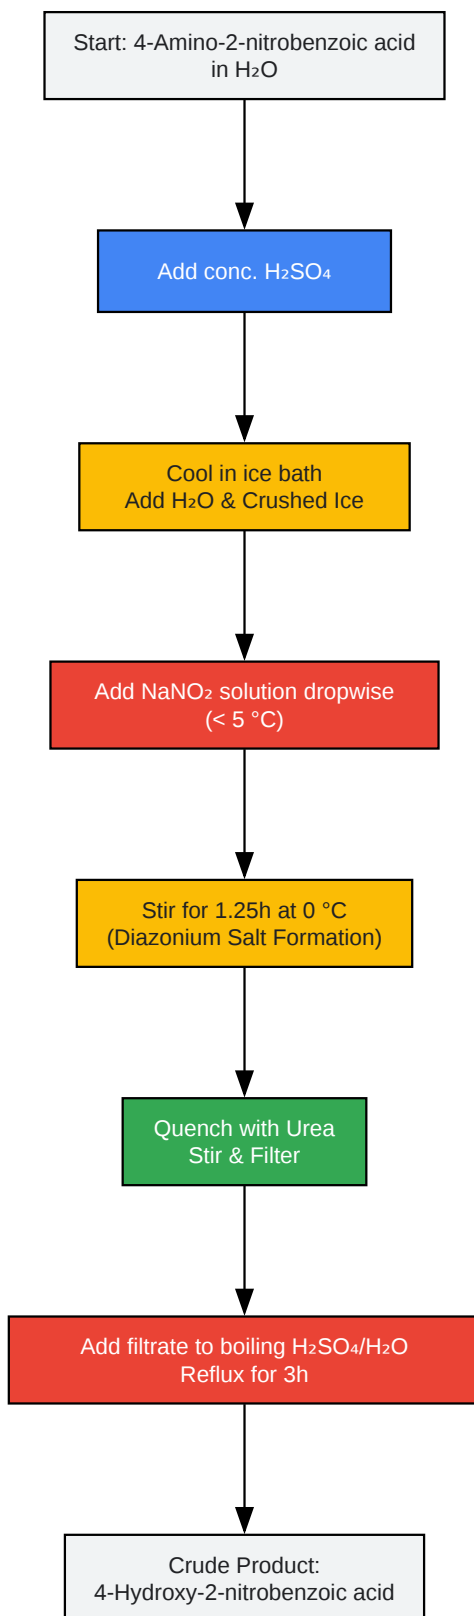 Start: 4-Amino-2-nitrobenzoic acid
in H₂O
Add conc. H₂SO₄
Cool in ice bath
Add H₂O & Crushed Ice
Add NaNO₂ solution dropwise
(< 5 °C)
Stir for 1.25h at 0 °C
(Diazonium Salt Formation)
Quench with Urea
Stir & Filter
Add filtrate to boiling H₂SO₄/H₂O
Reflux for 3h
Crude Product:
4-Hydroxy-2-nitrobenzoic acid